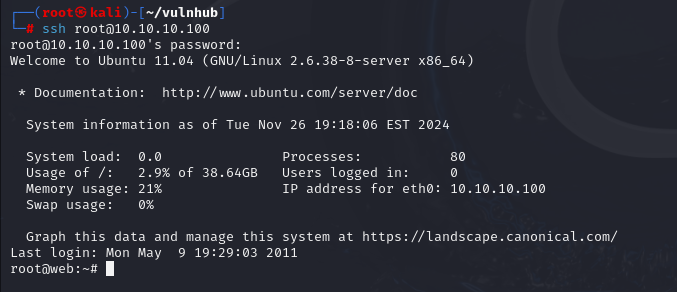 ┌──(root㉿kali)-[~/vulnhub]
└─# ssh root@10.10.10.100
root@10.10.10.100's password:
Welcome to Ubuntu 11.04 (GNU/Linux 2.6.38-8-server x86_64)
* Documentation:  http://www.ubuntu.com/server/doc
System information as of Tue Nov 26 19:18:06 EST 2024
System load:  0.0               Processes:           80
Usage of /:   2.9% of 38.64GB   Users logged in:     0
Memory usage: 21%               IP address for eth0: 10.10.10.100
Swap usage:   0%
Graph this data and manage this system at https://landscape.canonical.com/
Last login: Mon May  9 19:29:03 2011
root@web:~#